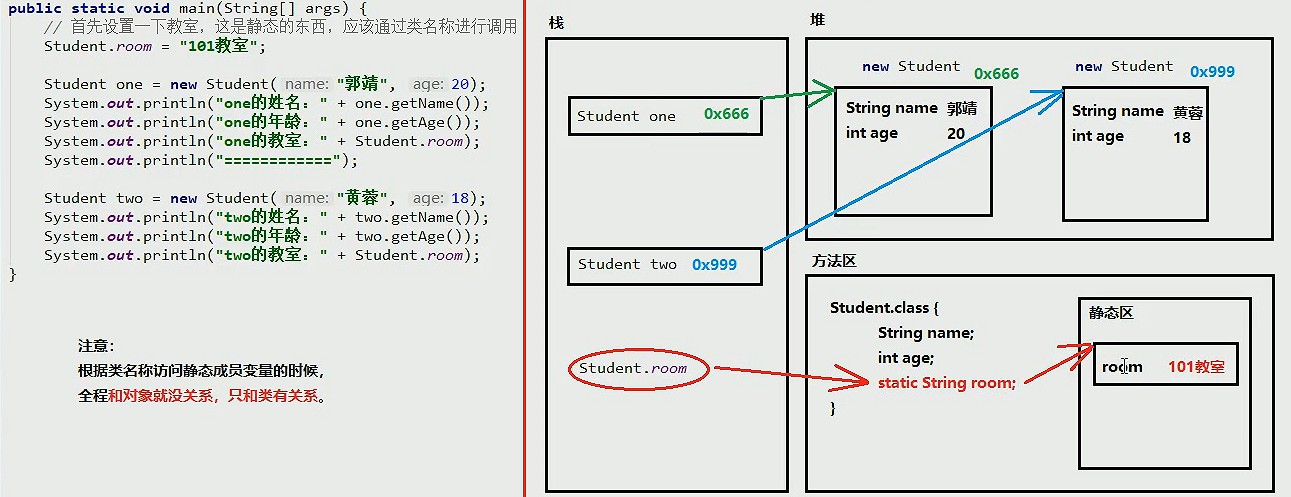 public static void main(String[] args) {
// 首先设置一下教室，这是静态的东西，应该通过类名称进行调用
Student.room = "101教室";
Student one = new Student( name: "郭靖", age: 20);
System.out.println("one的姓名：" + one.getName());
System.out.println("one的年龄：" + one.getAge());
System.out.println("one的教室：" + Student.room);
System.out.println("============");
Student two = new Student( name: "黄蓉", age: 18);
System.out.println("two的姓名：" + two.getName());
System.out.println("two的年龄：" + two.getAge());
System.out.println("two的教室：" + Student.room);
}
注意：
根据类名称访问静态成员变量的时候，
全程和对象就没关系，只和类有关系。
栈
Student one 0x666
Student two 0x999
Student.room
堆
new Student 0x666
String name 郭靖
int age 20
new Student 0x999
String name 黄蓉
int age 18
方法区
Student.class {
String name;
int age;
static String room;
}
静态区
room 101教室